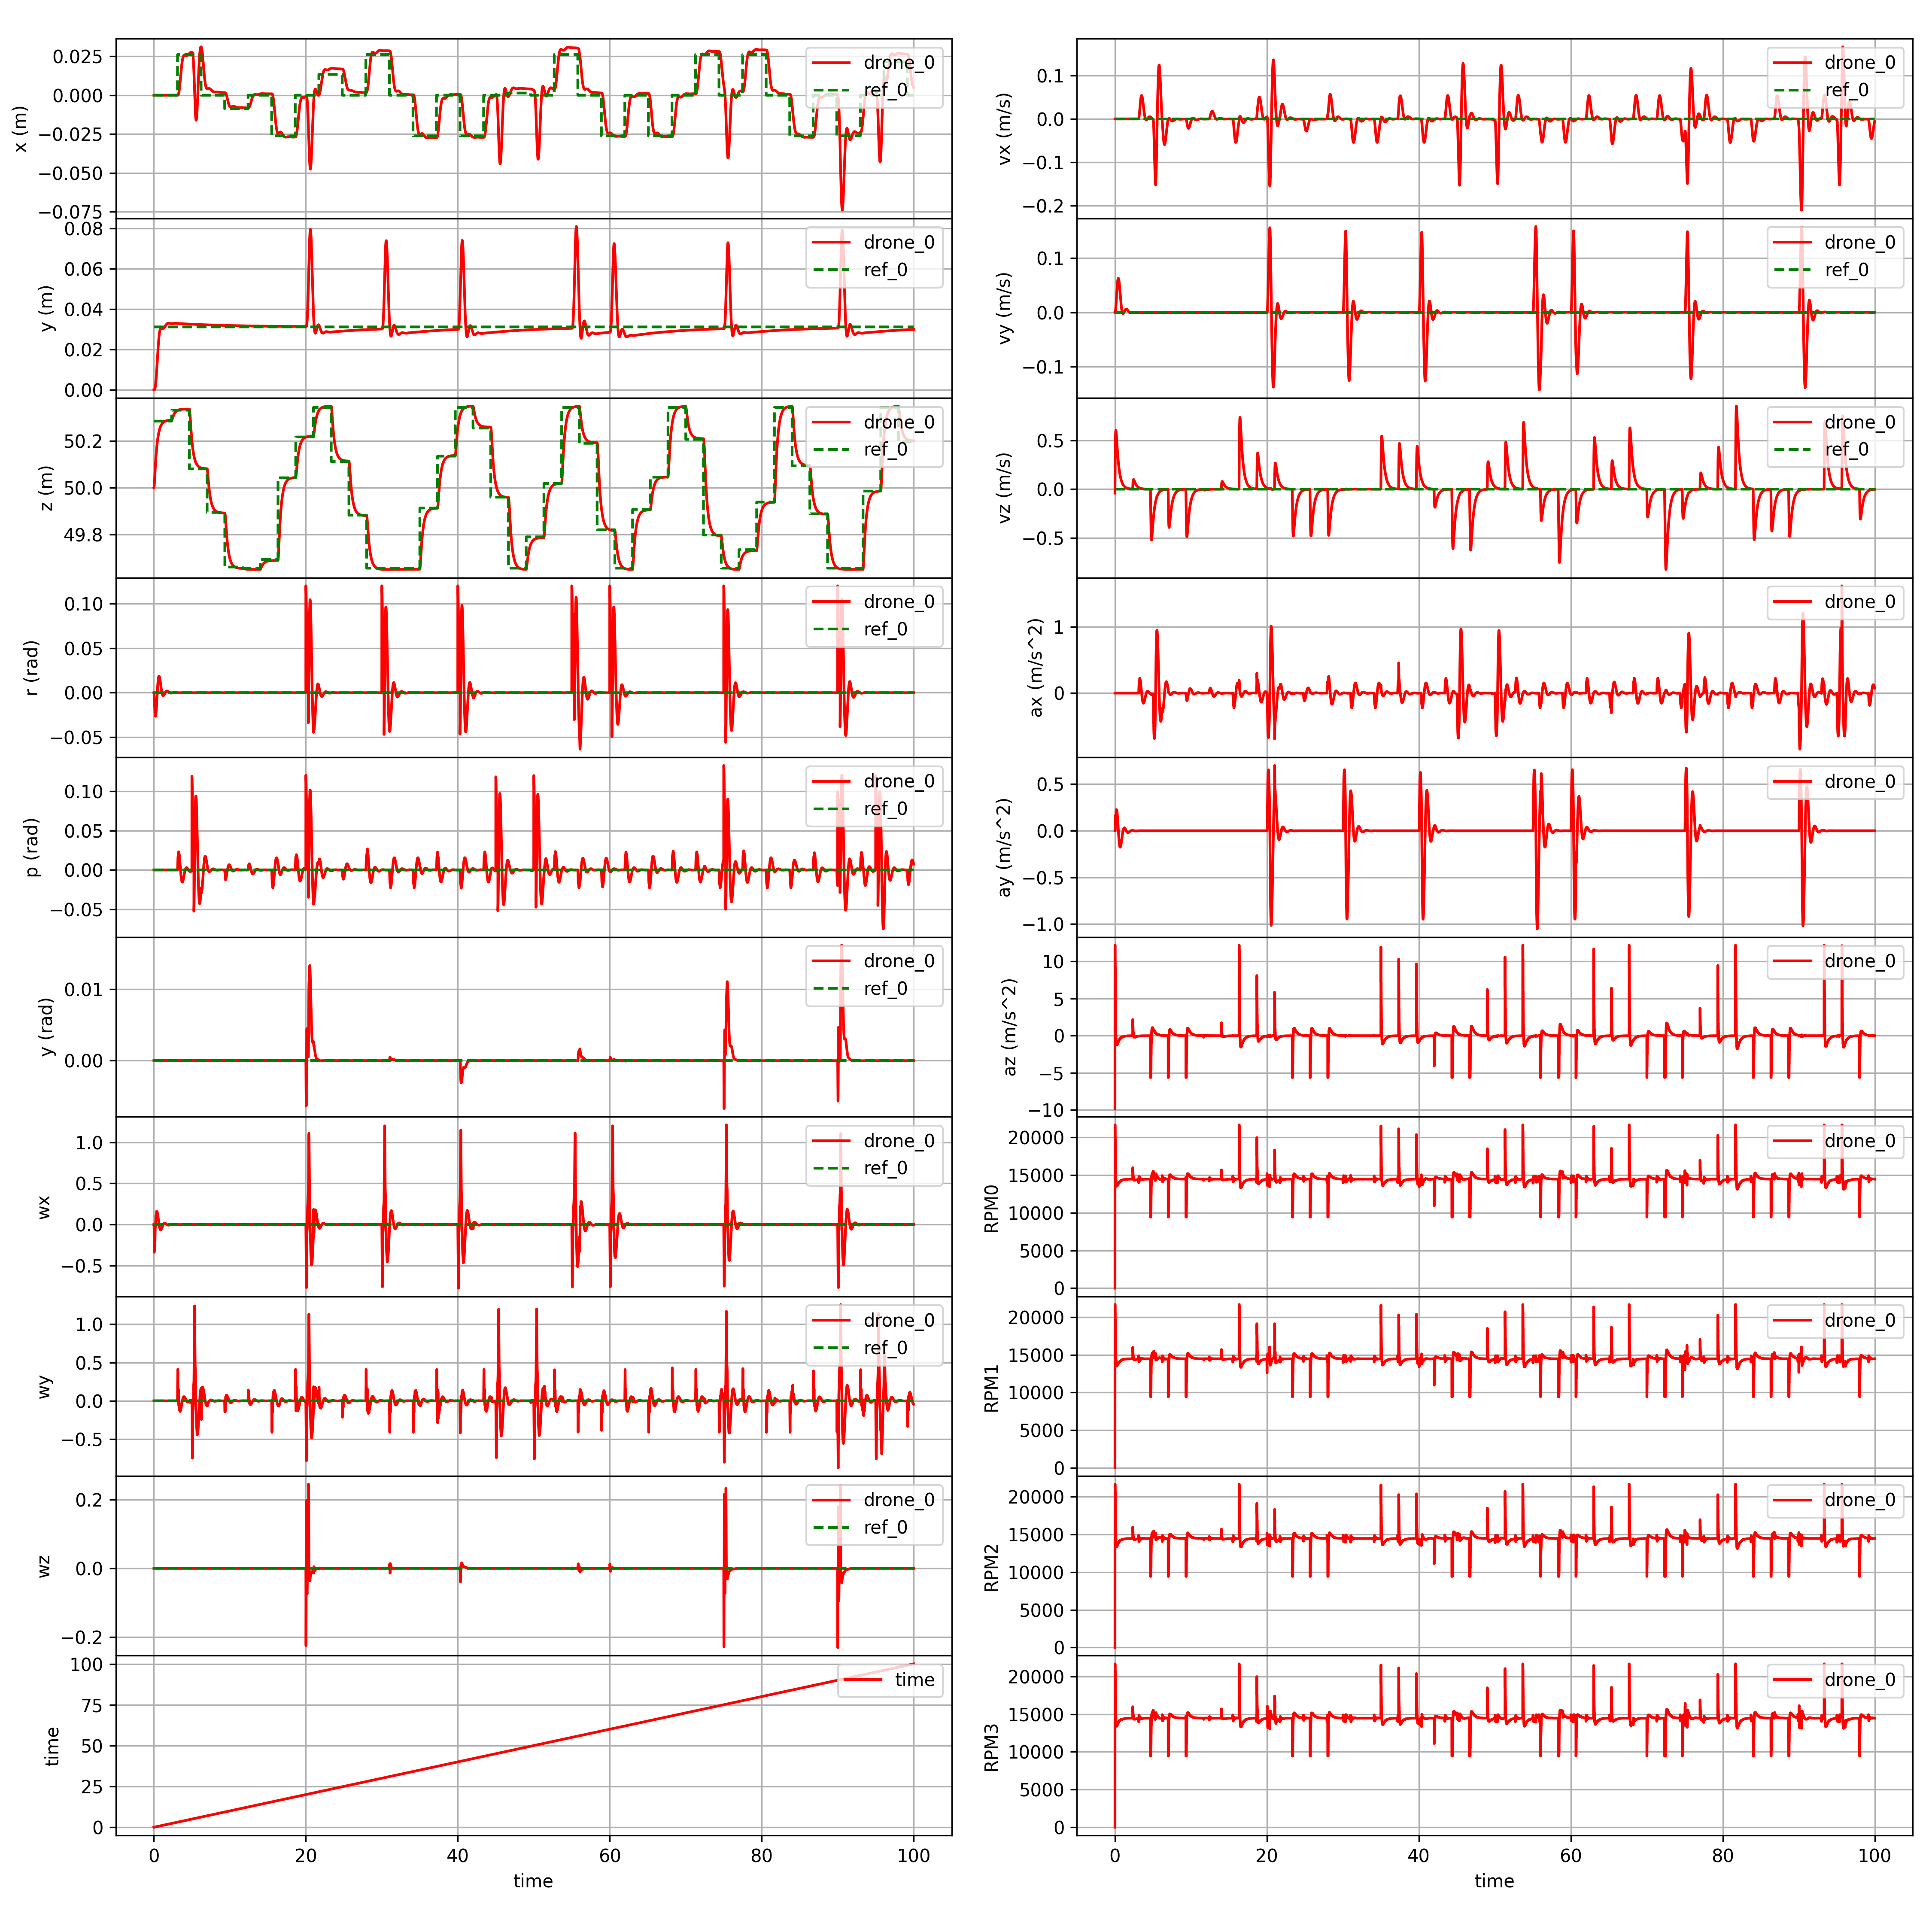 x (m)
0.025
0.000
−0.025
−0.050
−0.075
drone_0
ref_0
y (m)
0.08
0.06
0.04
0.02
0.00
drone_0
ref_0
z (m)
50.2
50.0
49.8
drone_0
ref_0
r (rad)
0.10
0.05
0.00
−0.05
drone_0
ref_0
p (rad)
0.10
0.05
0.00
−0.05
drone_0
ref_0
y (rad)
0.01
0.00
drone_0
ref_0
wx
1.0
0.5
0.0
−0.5
drone_0
ref_0
wy
1.0
0.5
0.0
−0.5
drone_0
ref_0
wz
0.2
0.0
−0.2
drone_0
ref_0
time
100
75
50
25
0
time
0 20 40 60 80 100
time
vx (m/s)
0.1
0.0
−0.1
−0.2
drone_0
ref_0
vy (m/s)
0.1
0.0
−0.1
drone_0
ref_0
vz (m/s)
0.5
0.0
−0.5
drone_0
ref_0
ax (m/s^2)
1
0
drone_0
ay (m/s^2)
0.5
0.0
−0.5
−1.0
drone_0
az (m/s^2)
10
5
0
−5
−10
drone_0
RPM0
20000
15000
10000
5000
0
drone_0
RPM1
20000
15000
10000
5000
0
drone_0
RPM2
20000
15000
10000
5000
0
drone_0
RPM3
20000
15000
10000
5000
0
drone_0
0 20 40 60 80 100
time